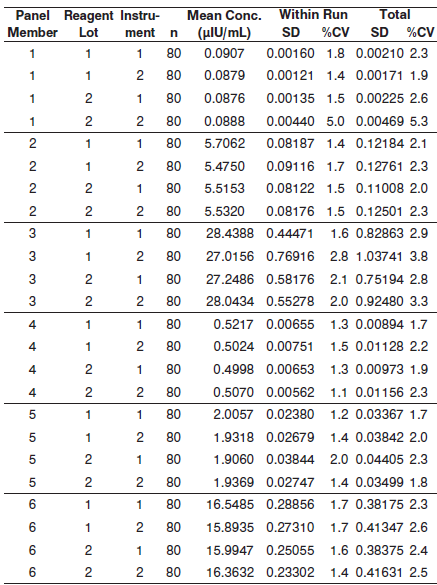 Panel Reagent Instru- Mean Conc. Within Run Total
Member Lot ment n (µIU/mL) SD %CV SD %CV
1 1 1 80 0.0907 0.00160 1.8 0.00210 2.3
1 1 2 80 0.0879 0.00121 1.4 0.00171 1.9
1 2 1 80 0.0876 0.00135 1.5 0.00225 2.6
1 2 2 80 0.0888 0.00440 5.0 0.00469 5.3
2 1 1 80 5.7062 0.08187 1.4 0.12184 2.1
2 1 2 80 5.4750 0.09116 1.7 0.12761 2.3
2 2 1 80 5.5153 0.08122 1.5 0.11008 2.0
2 2 2 80 5.5320 0.08176 1.5 0.12501 2.3
3 1 1 80 28.4388 0.44471 1.6 0.82863 2.9
3 1 2 80 27.0156 0.76916 2.8 1.03741 3.8
3 2 1 80 27.2486 0.58176 2.1 0.75194 2.8
3 2 2 80 28.0434 0.55278 2.0 0.92480 3.3
4 1 1 80 0.5217 0.00655 1.3 0.00894 1.7
4 1 2 80 0.5024 0.00751 1.5 0.01128 2.2
4 2 1 80 0.4998 0.00653 1.3 0.00973 1.9
4 2 2 80 0.5070 0.00562 1.1 0.01156 2.3
5 1 1 80 2.0057 0.02380 1.2 0.03367 1.7
5 1 2 80 1.9318 0.02679 1.4 0.03842 2.0
5 2 1 80 1.9060 0.03844 2.0 0.04405 2.3
5 2 2 80 1.9369 0.02747 1.4 0.03499 1.8
6 1 1 80 16.5485 0.28856 1.7 0.38175 2.3
6 1 2 80 15.8935 0.27310 1.7 0.41347 2.6
6 2 1 80 15.9947 0.25055 1.6 0.38375 2.4
6 2 2 80 16.3632 0.23302 1.4 0.41631 2.5